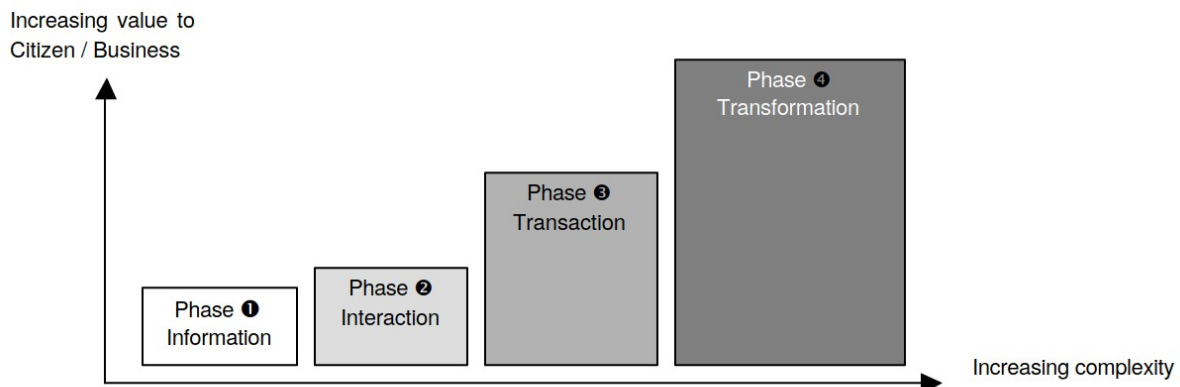 Increasing value to
Citizen / Business
Phase ❶
Information
Phase ❷
Interaction
Phase ❸
Transaction
Phase ❹
Transformation
Increasing complexity